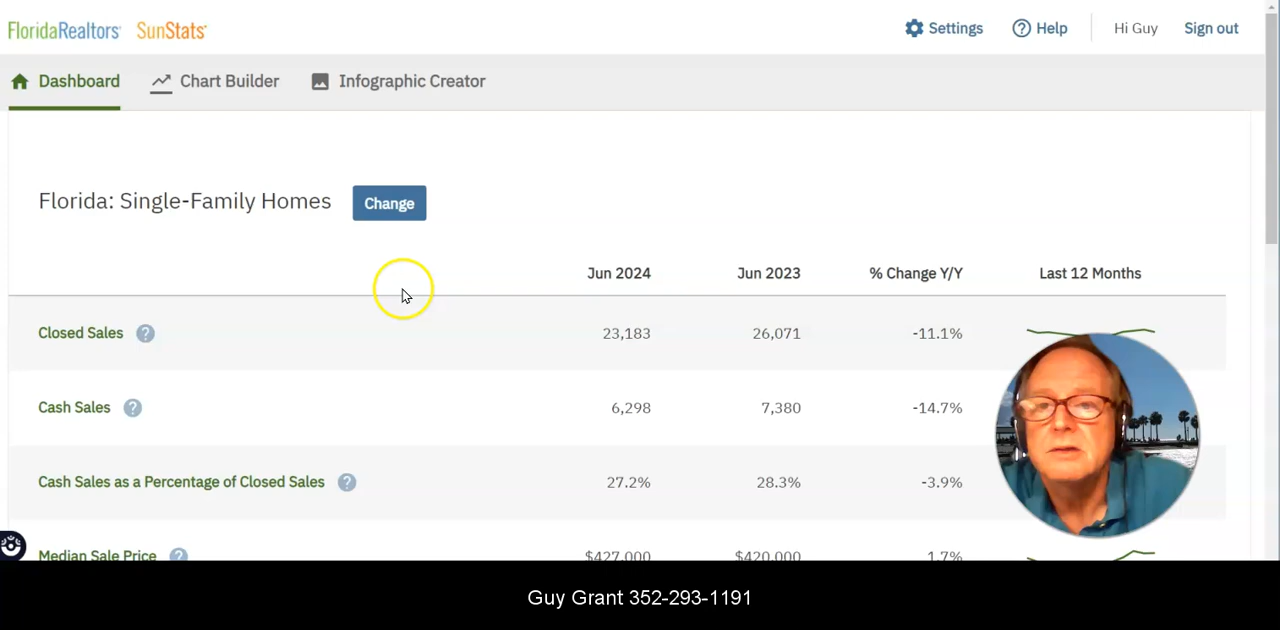 FloridaRealtors® SunStats®
Settings Help Hi Guy Sign out
Dashboard Chart Builder Infographic Creator
Florida: Single-Family Homes Change
Jun 2024 Jun 2023 % Change Y/Y Last 12 Months
Closed Sales ? 23,183 26,071 -11.1%
Cash Sales ? 6,298 7,380 -14.7%
Cash Sales as a Percentage of Closed Sales ? 27.2% 28.3% -3.9%
Median Sale Price ? $427,000 $420,000 1.7%
Guy Grant 352-293-1191